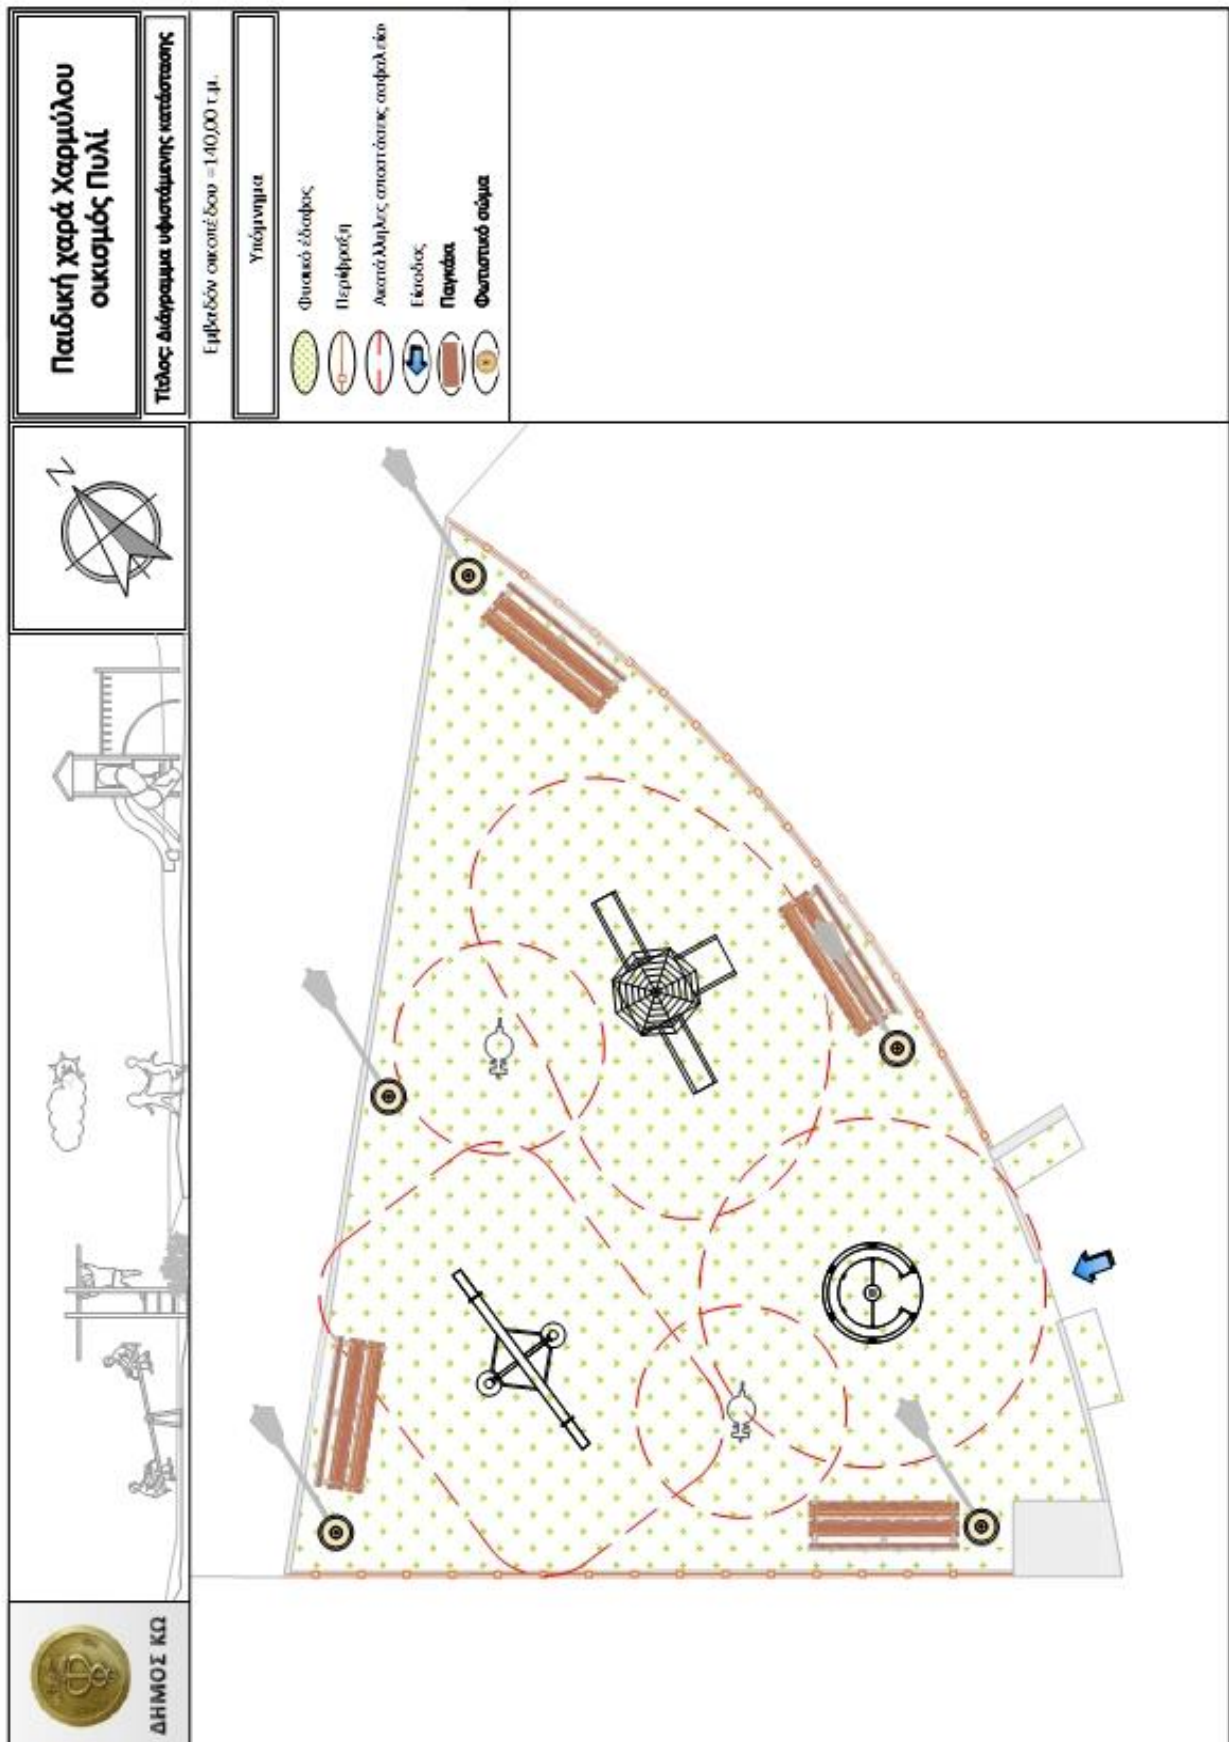 Παιδική χαρά Χαρμύλου
οικισμός Πυλί
Τίτλος: Διάγραμμα υφιστάμενης κατάστασης
Εμβαδόν οικοπέδου =140,00 τ.μ.
Υπόμνημα
Φυσικό έδαφος
Περίφραξη
Ακατάλληλες αποστάσεις ασφαλείας
Είσοδος
Παγκάκια
Φωτιστικό σώμα
N
ΔΗΜΟΣ ΚΩ